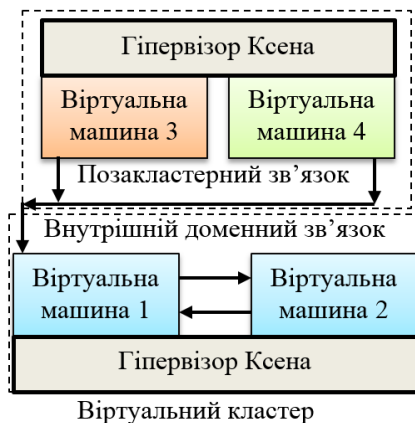 Гіпервізор Ксена
Віртуальна
машина 3
Віртуальна
машина 4
Позакластерний зв’язок
Внутрішній доменний зв’язок
Віртуальна
машина 1
Віртуальна
машина 2
Гіпервізор Ксена
Віртуальний кластер